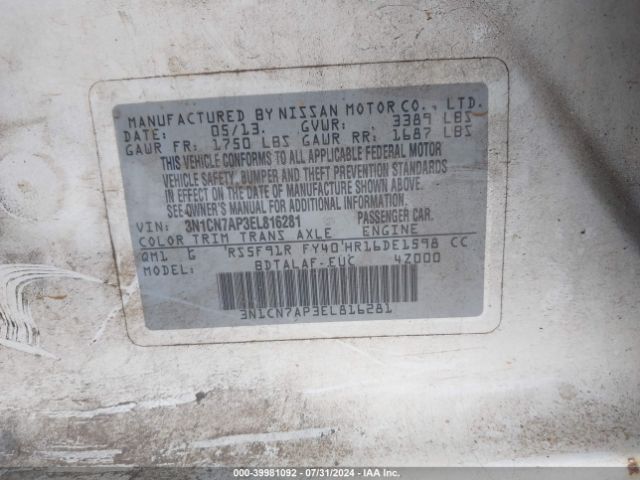 MANUFACTURED BY NISSAN MOTOR CO., LTD.
DATE: 05/13. GVWR: 3389 LBS
GAWR FR: 1750 LBS GAWR RR: 1687 LBS
THIS VEHICLE CONFORMS TO ALL APPLICABLE FEDERAL MOTOR
VEHICLE SAFETY, BUMPER AND THEFT PREVENTION STANDARDS
IN EFFECT ON THE DATE OF MANUFACTURE SHOWN ABOVE.
SEE OWNER'S MANUAL FOR ADDITIONAL INFORMATION.
VIN: 3N1CN7AP3EL816281 PASSENGER CAR.
COLOR TRIM TRANS AXLE ENGINE
QM1 G RE5F91R FY40 HR16DE1598 CC
MODEL: BDTALAF-EUC 4Z000
3N1CN7AP3EL816281
000-39981092 - 07/31/2024 - IAA Inc.